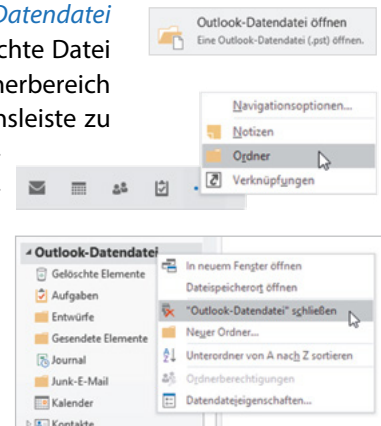 Datendatei
chte Datei
nerbereich
nsleiste zu
Outlook-Datendatei öffnen
Eine Outlook-Datendatei (.pst) öffnen.
Navigationsoptionen...
Notizen
Ordner
Verknüpfungen
Outlook-Datendatei
Gelöschte Elemente
Aufgaben
Entwürfe
Gesendete Elemente
Journal
Junk-E-Mail
Kalender
Kontakte
In neuem Fenster öffnen
Dateispeicherort öffnen
"Outlook-Datendatei" schließen
Neuer Ordner...
Unterordner von A nach Z sortieren
Ordnerberechtigungen
Datendateieigenschaften...